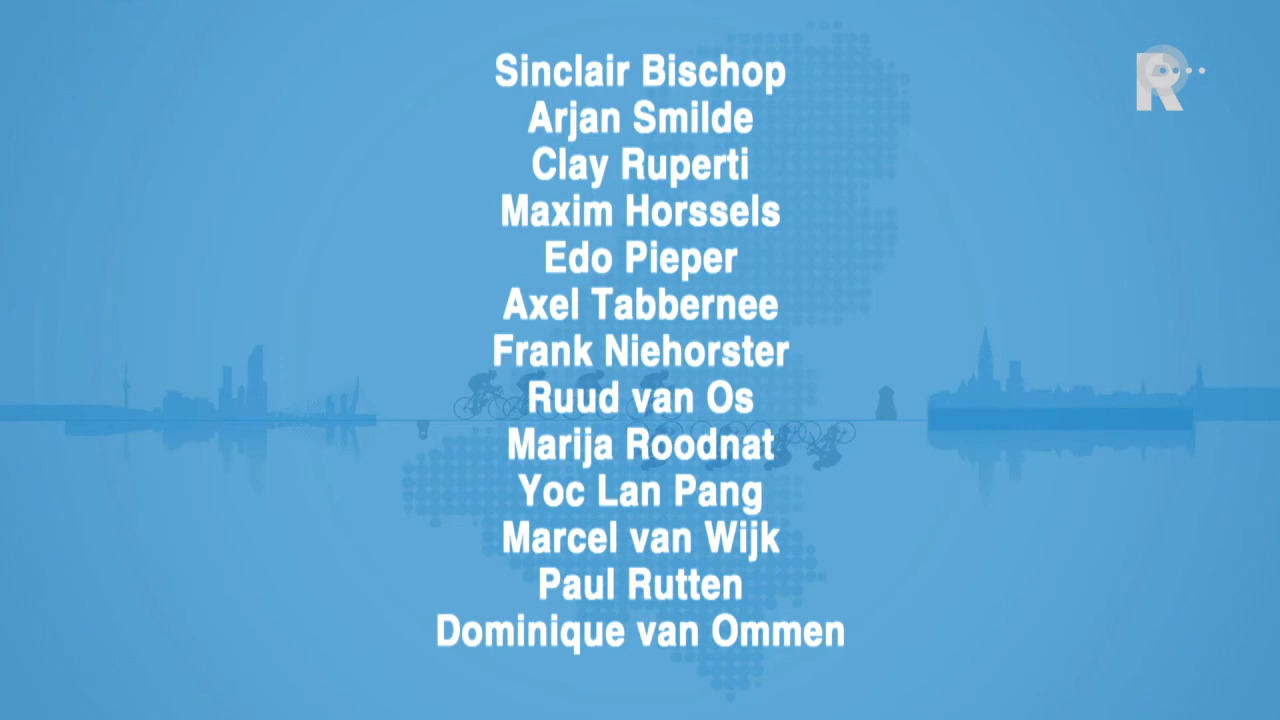 Sinclair Bischop
Arjan Smilde
Clay Ruperti
Maxim Horssels
Edo Pieper
Axel Tabbernee
Frank Niehorster
Ruud van Os
Marija Roodnat
Yoc Lan Pang
Marcel van Wijk
Paul Rutten
Dominique van Ommen
R